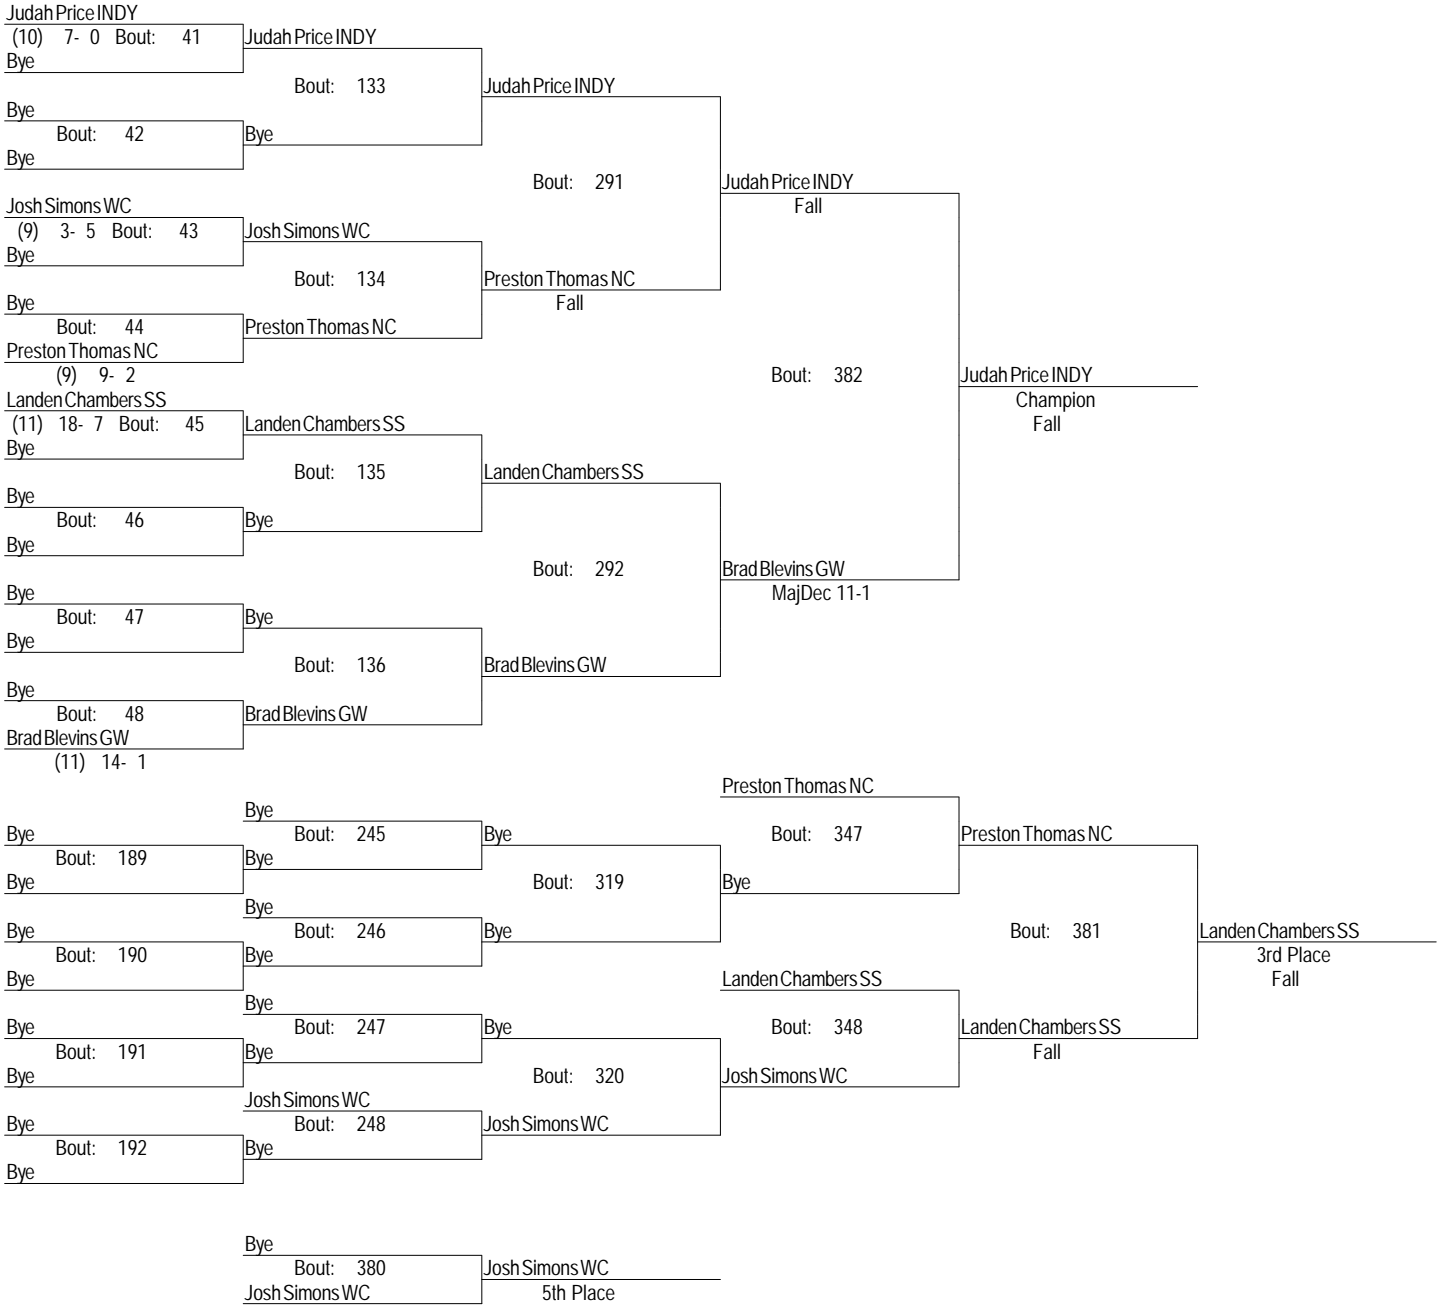 Judah Price INDY
(10) 7- 0 Bout: 41 Judah Price INDY
Bye
Bout: 133 Judah Price INDY
Bye
Bout: 42 Bye
Bye
Bout: 291 Judah Price INDY
Fall
Josh Simons WC
(9) 3- 5 Bout: 43 Josh Simons WC
Bye
Bout: 134 Preston Thomas NC
Bye Fall
Bout: 44 Preston Thomas NC
Preston Thomas NC
(9) 9- 2 Bout: 382 Judah Price INDY
Landen Chambers SS Champion
(11) 18- 7 Bout: 45 Landen Chambers SS Fall
Bye
Bout: 135 Landen Chambers SS
Bye
Bout: 46 Bye
Bye
Bout: 292 Brad Blevins GW
Bye MajDec 11-1
Bout: 47 Bye
Bye
Bout: 136 Brad Blevins GW
Bye
Bout: 48 Brad Blevins GW
Brad Blevins GW
(11) 14- 1
Preston Thomas NC
Bye
Bye Bout: 245 Bye Bout: 347 Preston Thomas NC
Bout: 189 Bye
Bye Bout: 319 Bye
Bye
Bye Bout: 246 Bye Bout: 381 Landen Chambers SS
Bout: 190 Bye 3rd Place
Bye Landen Chambers SS Fall
Bye
Bye Bout: 247 Bye Bout: 348 Landen Chambers SS
Bout: 191 Bye Fall
Bye Bout: 320 Josh Simons WC
Josh Simons WC
Bye Bout: 248 Josh Simons WC
Bout: 192 Bye
Bye
Bye
Bout: 380 Josh Simons WC
Josh Simons WC 5th Place